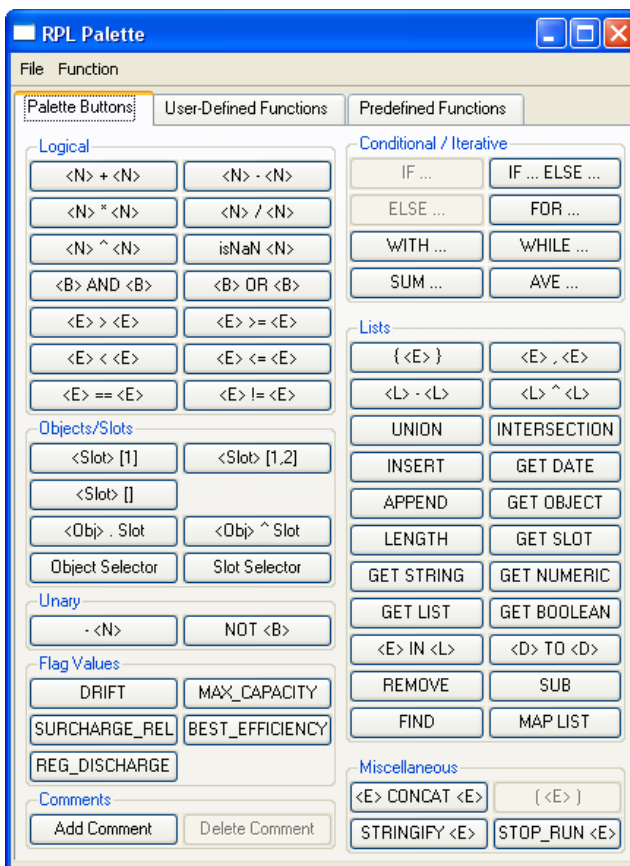 RPL Palette
File Function
Palette Buttons User-Defined Functions Predefined Functions
Logical
<N> + <N> <N> - <N>
<N> * <N> <N> / <N>
<N> ^ <N> isNaN <N>
<B> AND <B> <B> OR <B>
<E> > <E> <E> >= <E>
<E> < <E> <E> <= <E>
<E> == <E> <E> != <E>
Objects/Slots
<Slot> [1] <Slot> [1,2]
<Slot> []
<Obj> . Slot <Obj> ^ Slot
Object Selector Slot Selector
Unary
- <N> NOT <B>
Flag Values
DRIFT MAX_CAPACITY
SURCHARGE_REL BEST_EFFICIENCY
REG_DISCHARGE
Comments
Add Comment Delete Comment
Conditional / Iterative
IF ... IF ... ELSE ...
ELSE ... FOR ...
WITH ... WHILE ...
SUM ... AVE ...
Lists
{ <E> } <E> , <E>
<L> - <L> <L> ^ <L>
UNION INTERSECTION
INSERT GET DATE
APPEND GET OBJECT
LENGTH GET SLOT
GET STRING GET NUMERIC
GET LIST GET BOOLEAN
<E> IN <L> <D> TO <D>
REMOVE SUB
FIND MAP LIST
Miscellaneous
<E> CONCAT <E> ( <E> )
STRINGIFY <E> STOP_RUN <E>